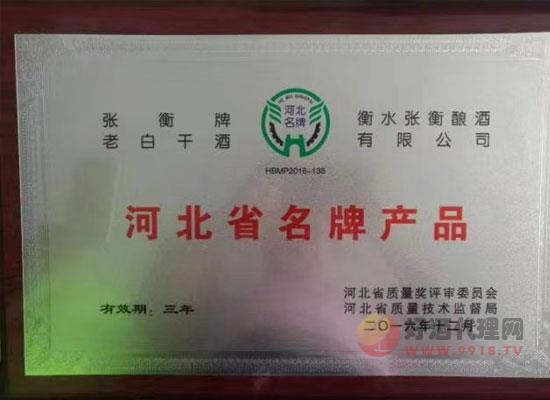 张衡牌
老白干酒
河北
名牌
衡水张衡酿酒
有限公司
HBMP2016-138
河北省名牌产品
有效期：三年
河北省质量奖评审委员会
河北省质量技术监督局
二〇一六年十二月
好酒代理网
www.9918.TV